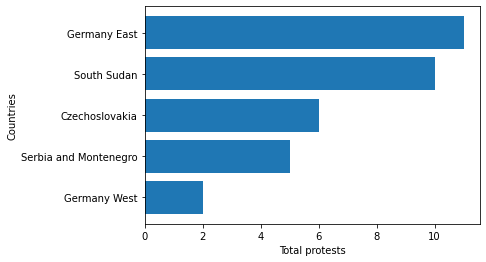 Germany East
South Sudan
Czechoslovakia
Serbia and Montenegro
Germany West
Countries
0 2 4 6 8 10
Total protests